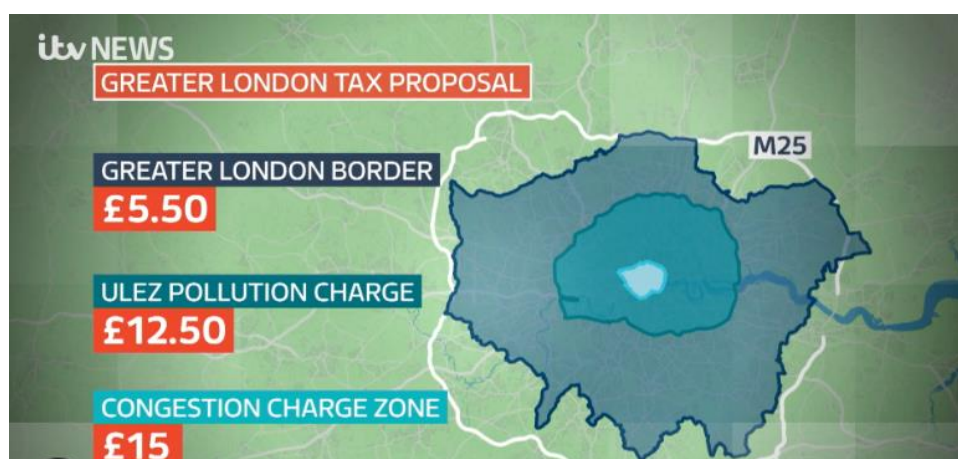 itv NEWS
GREATER LONDON TAX PROPOSAL
M25
GREATER LONDON BORDER
£5.50
ULEZ POLLUTION CHARGE
£12.50
CONGESTION CHARGE ZONE
£15